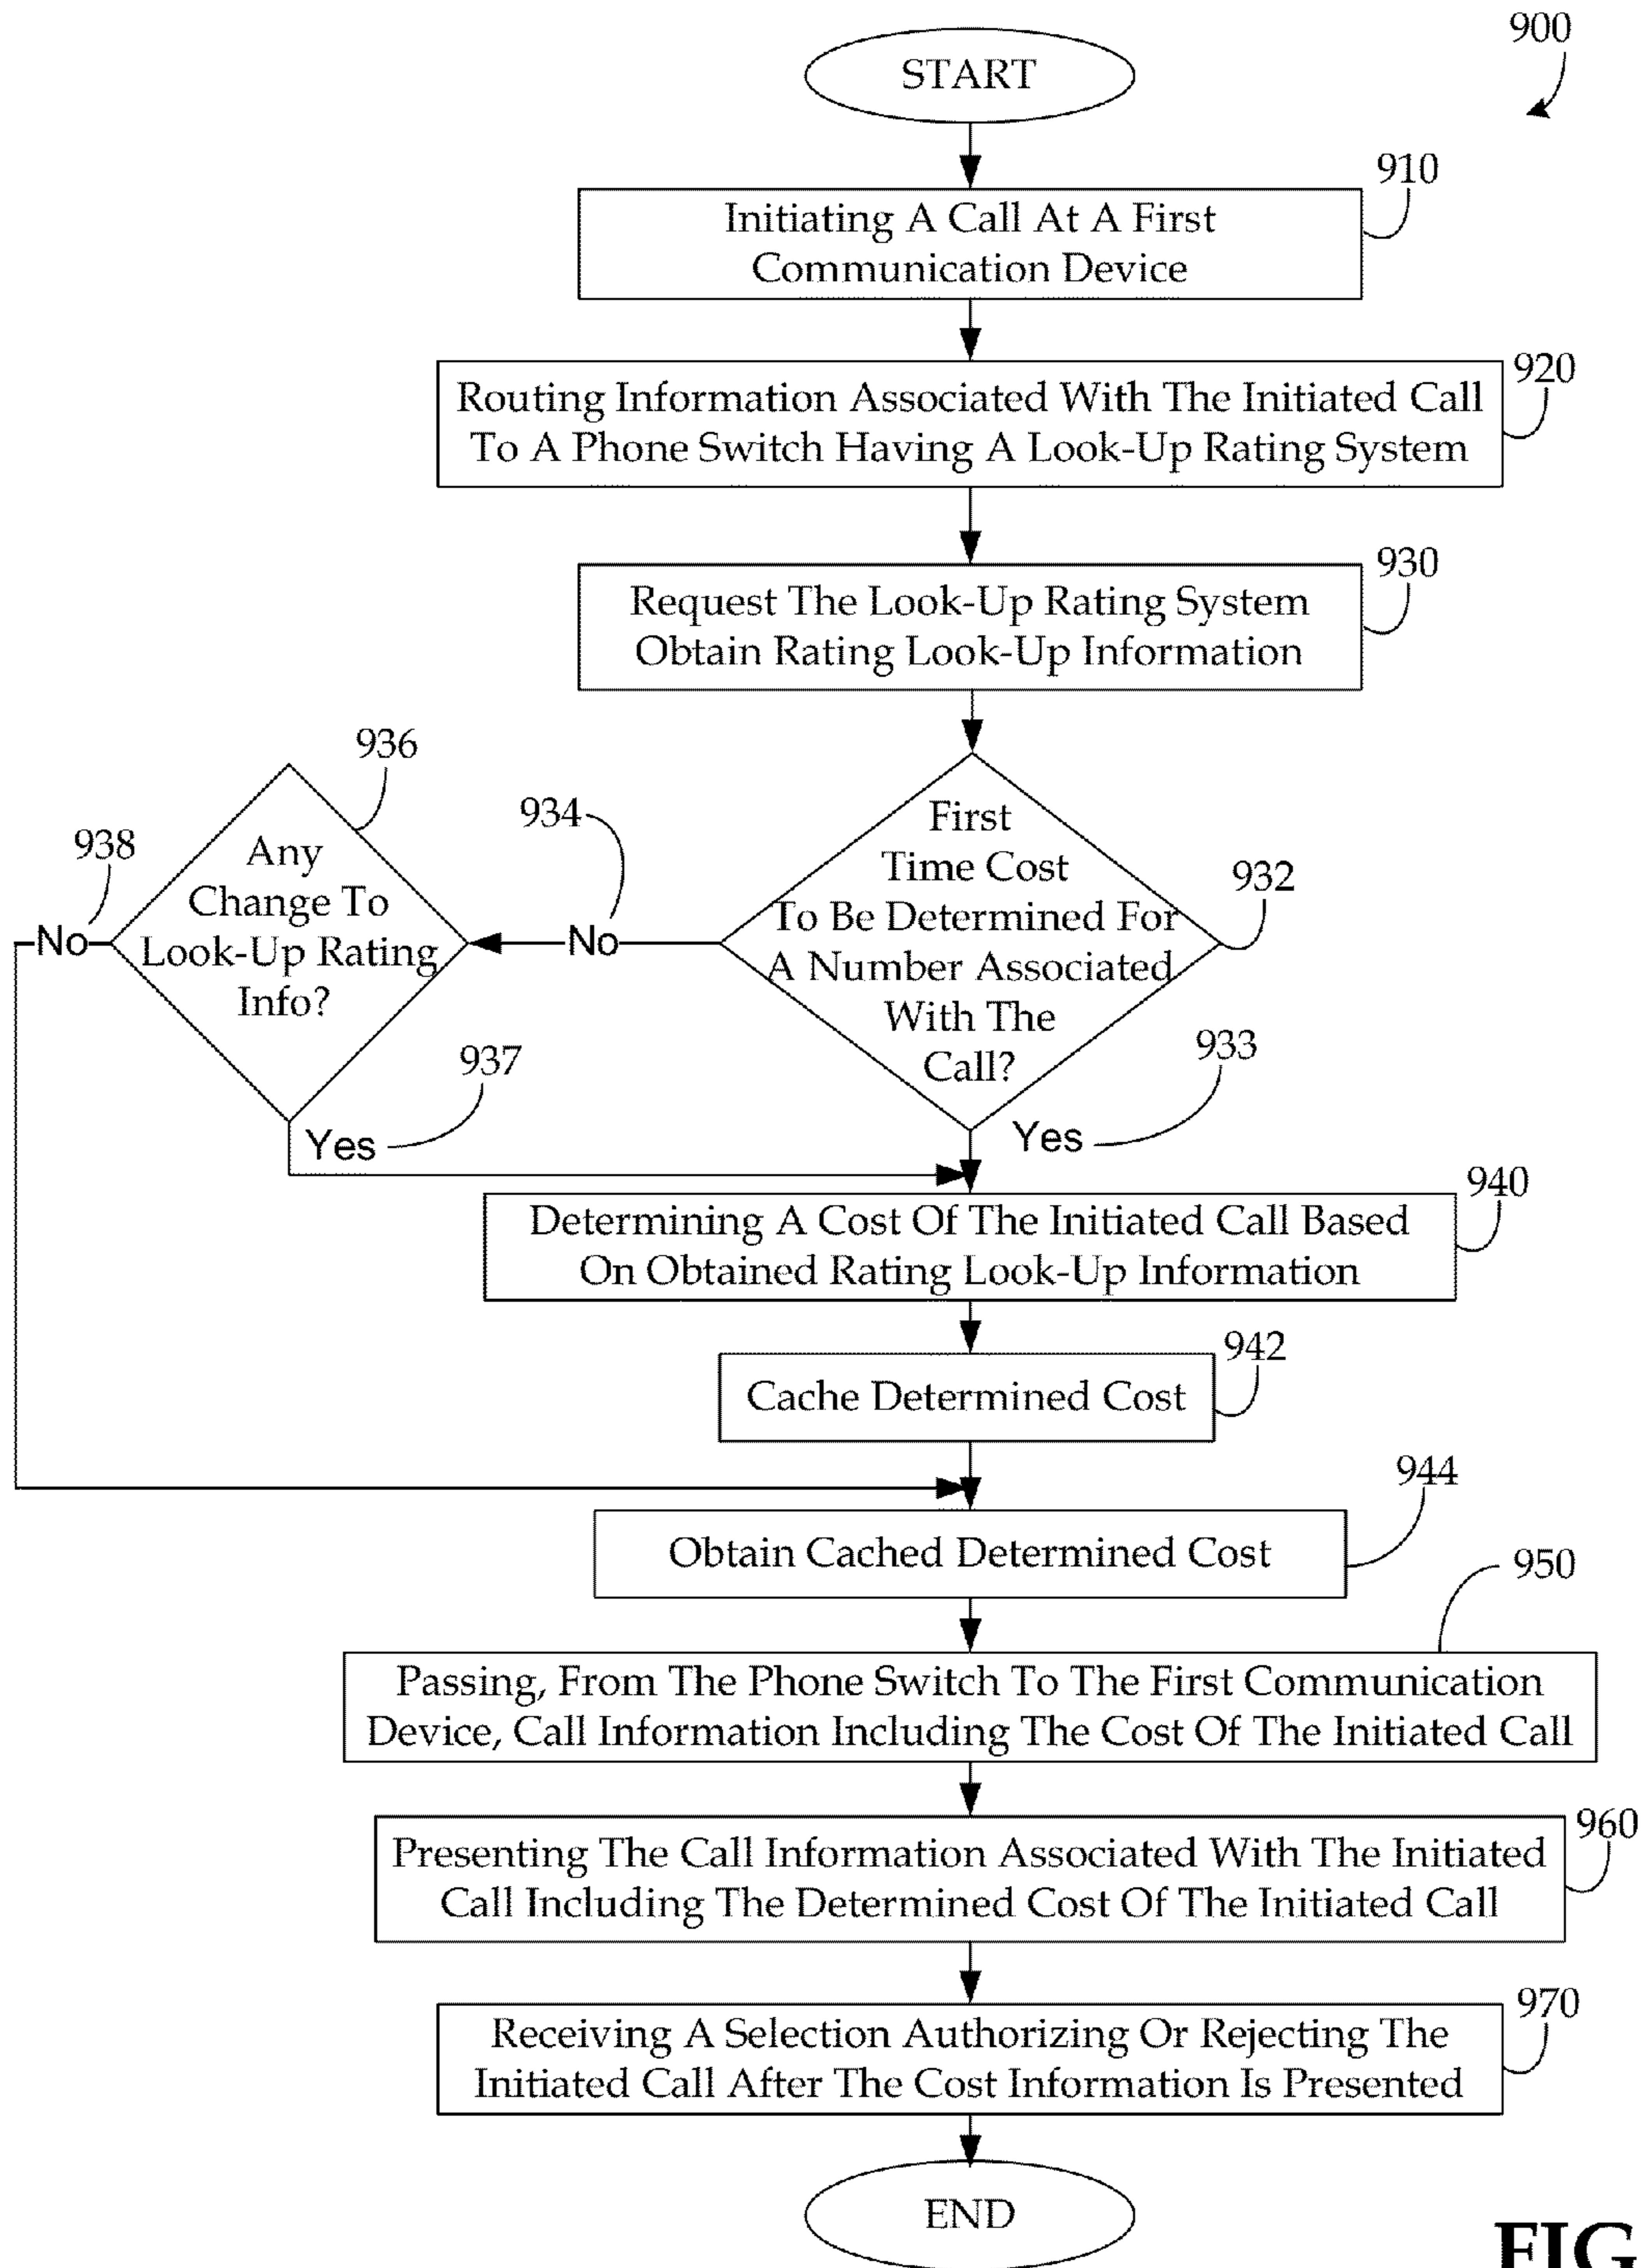 900
START
910
Initiating A Call At A First
Communication Device
920
Routing Information Associated With The Initiated Call
To A Phone Switch Having A Look-Up Rating System
930
Request The Look-Up Rating System
Obtain Rating Look-Up Information
936
938
Any
Change To
Look-Up Rating
Info?
No
934
No
First
Time Cost
To Be Determined For
A Number Associated
With The
Call?
932
937
Yes
933
Yes
940
Determining A Cost Of The Initiated Call Based
On Obtained Rating Look-Up Information
942
Cache Determined Cost
944
Obtain Cached Determined Cost
950
Passing, From The Phone Switch To The First Communication
Device, Call Information Including The Cost Of The Initiated Call
960
Presenting The Call Information Associated With The Initiated
Call Including The Determined Cost Of The Initiated Call
970
Receiving A Selection Authorizing Or Rejecting The
Initiated Call After The Cost Information Is Presented
END
FIG